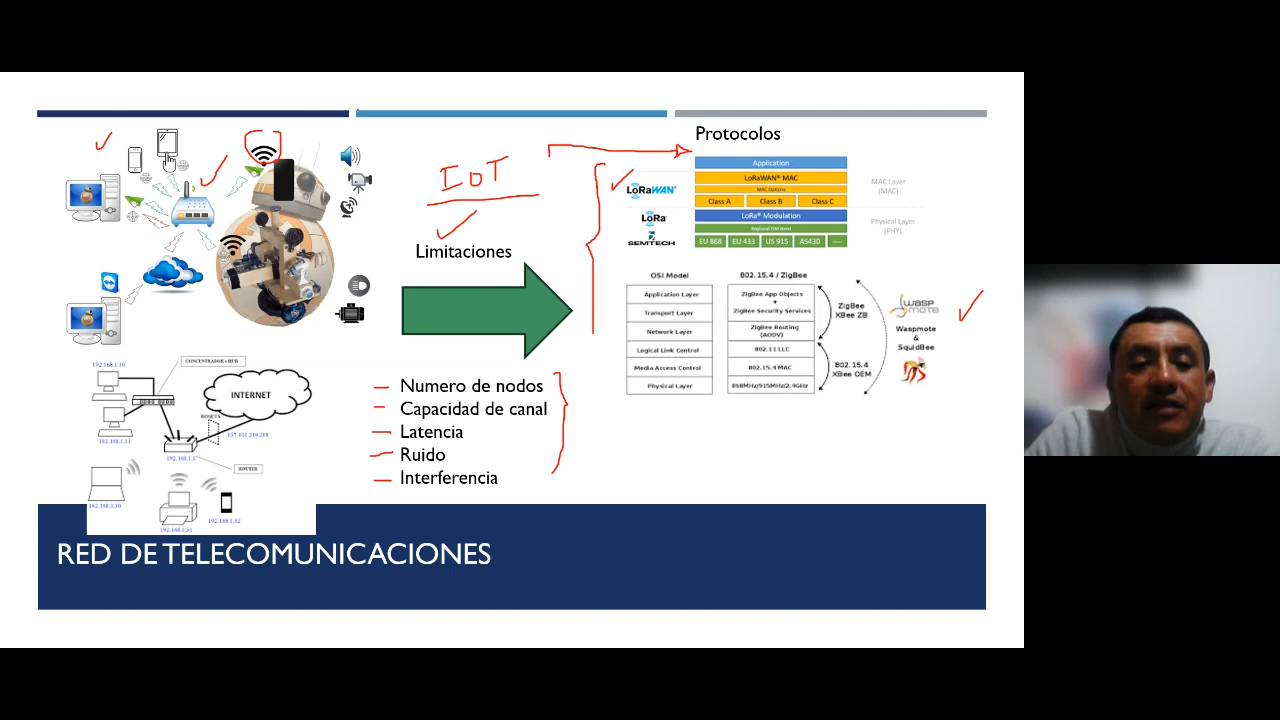 Protocolos
Application
LoRaWAN® MAC
MAC Options
Class A
Class B
Class C
LoRa® Modulation
Regional ISM Band
EU 868
EU 433
US 915
AS430
MAC Layer
(MAC)
Physical Layer
(PHY)
LoRaWAN
LoRa
SEMTECH
IoT
Limitaciones
OSI Model
Application Layer
Transport Layer
Network Layer
Logical Link Control
Media Access Control
Physical Layer
802.15.4 / ZigBee
ZigBee App Objects
+
ZigBee Security Services
ZigBee Routing
(AODV)
802.11 LLC
802.15.4 MAC
868MHz/915MHz/2.4GHz
ZigBee
XBee ZB
802.15.4
XBee OEM
WASP
MOTE
Waspmote
&
SquidBee
192.168.1.10
CONCENTRADOR o HUB
INTERNET
ROSETA
192.168.1.11
137.101.219.218
192.168.1.1
ROUTER
192.168.1.30
192.168.1.32
192.168.1.31
Numero de nodos
Capacidad de canal
Latencia
Ruido
Interferencia
RED DE TELECOMUNICACIONES